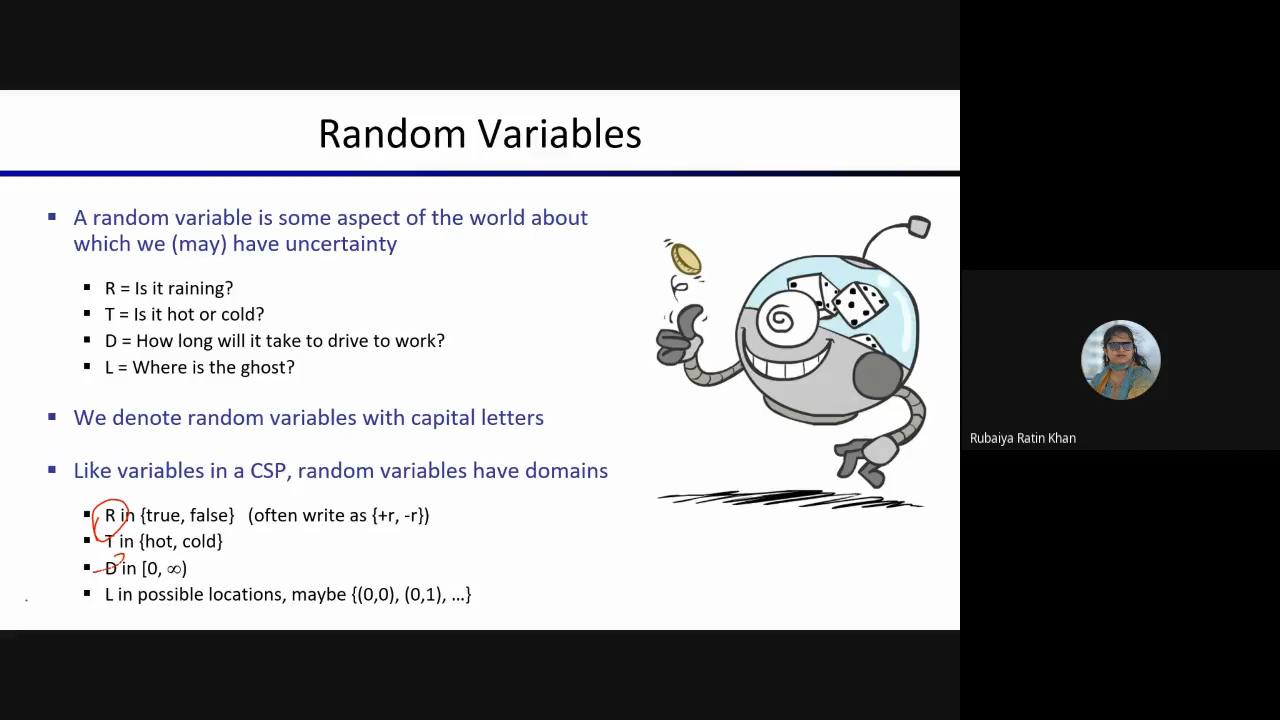 Random Variables
▪ A random variable is some aspect of the world about
which we (may) have uncertainty
▪ R = Is it raining?
▪ T = Is it hot or cold?
▪ D = How long will it take to drive to work?
▪ L = Where is the ghost?
▪ We denote random variables with capital letters
▪ Like variables in a CSP, random variables have domains
▪ R in {true, false} (often write as {+r, -r})
▪ T in {hot, cold}
▪ D in [0, ∞)
▪ L in possible locations, maybe {(0,0), (0,1), …}
Rubaiya Ratin Khan